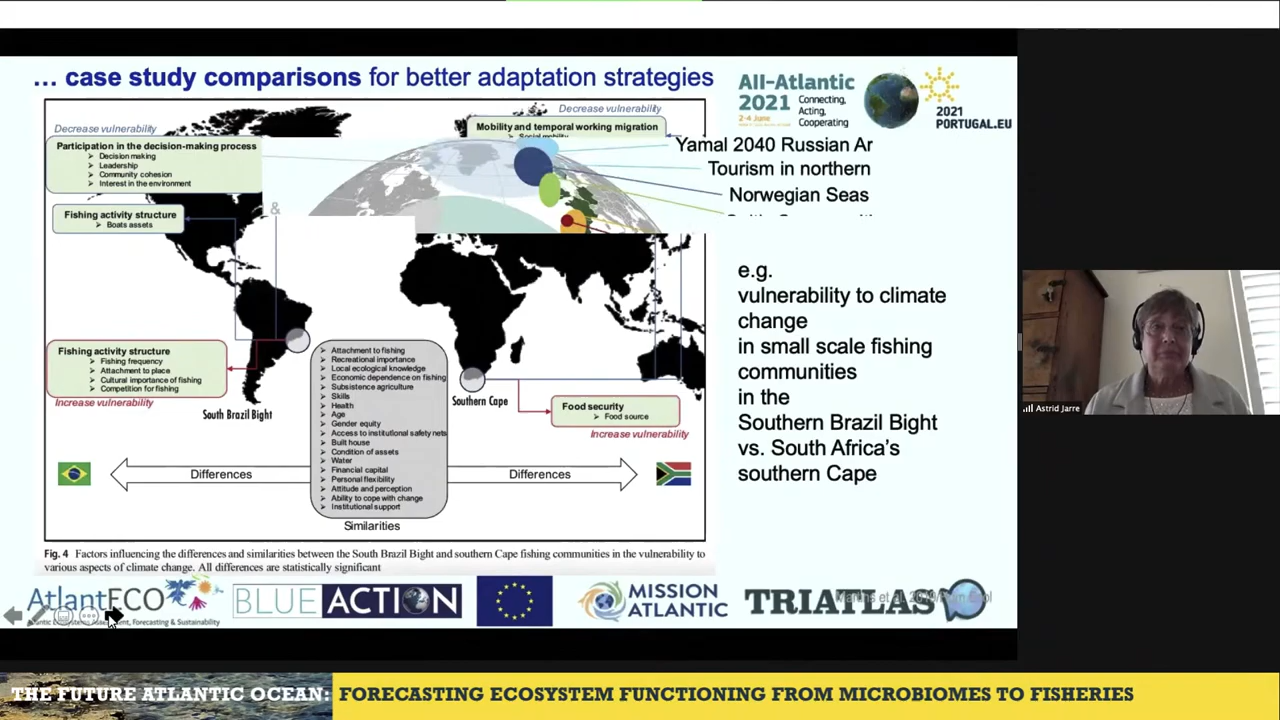 ... case study comparisons for better adaptation strategies
All-Atlantic
2021
2-4 June
Connecting,
Acting,
Cooperating
2021
PORTUGAL.EU
Decrease vulnerability
Participation in the decision-making process
Decision making
Leadership
Community cohesion
Interest in the environment
Fishing activity structure
Boats assets
Decrease vulnerability
Mobility and temporal working migration
Social mobility
&
Yamal 2040 Russian Ar
Tourism in northern
Norwegian Seas
e.g.
vulnerability to climate
change
in small scale fishing
communities
in the
Southern Brazil Bight
vs. South Africa's
southern Cape
Fishing activity structure
Fishing frequency
Attachment to place
Cultural importance of fishing
Competition for fishing
Increase vulnerability
South Brazil Bight
Attachment to fishing
Recreational importance
Local ecological knowledge
Economic dependence on fishing
Subsistence agriculture
Skills
Health
Age
Gender equity
Access to institutional safety nets
Built house
Condition of assets
Water
Financial capital
Personal flexibility
Attitude and perception
Ability to cope with change
Institutional support
Southern Cape
Food security
Food source
Increase vulnerability
Differences
Differences
Similarities
Fig. 4 Factors influencing the differences and similarities between the South Brazil Bight and southern Cape fishing communities in the vulnerability to
various aspects of climate change. All differences are statistically significant
AtlantECO
Forecasting & Sustainability
BLUE ACTION
MISSION
ATLANTIC
TRIATLAS
Astrid Jarre
THE FUTURE ATLANTIC OCEAN: FORECASTING ECOSYSTEM FUNCTIONING FROM MICROBIOMES TO FISHERIES